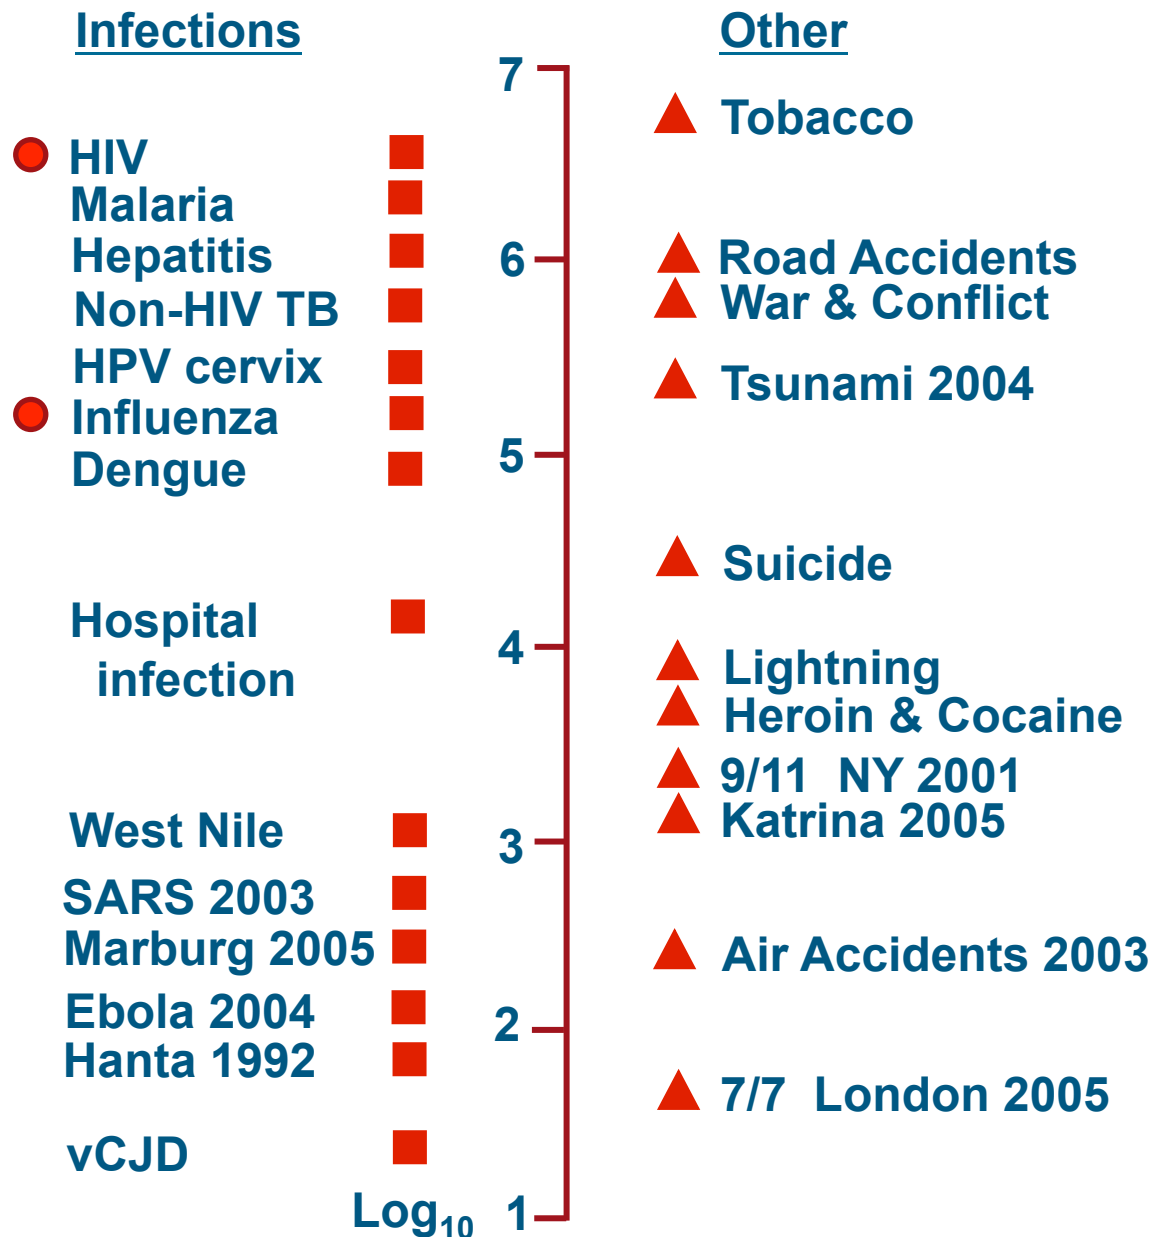 Infections
HIV
Malaria
Hepatitis
Non-HIV TB
HPV cervix
Influenza
Dengue
Hospital
infection
West Nile
SARS 2003
Marburg 2005
Ebola 2004
Hanta 1992
vCJD
Log10
7
6
5
4
3
2
1
Other
Tobacco
Road Accidents
War & Conflict
Tsunami 2004
Suicide
Lightning
Heroin & Cocaine
9/11 NY 2001
Katrina 2005
Air Accidents 2003
7/7 London 2005